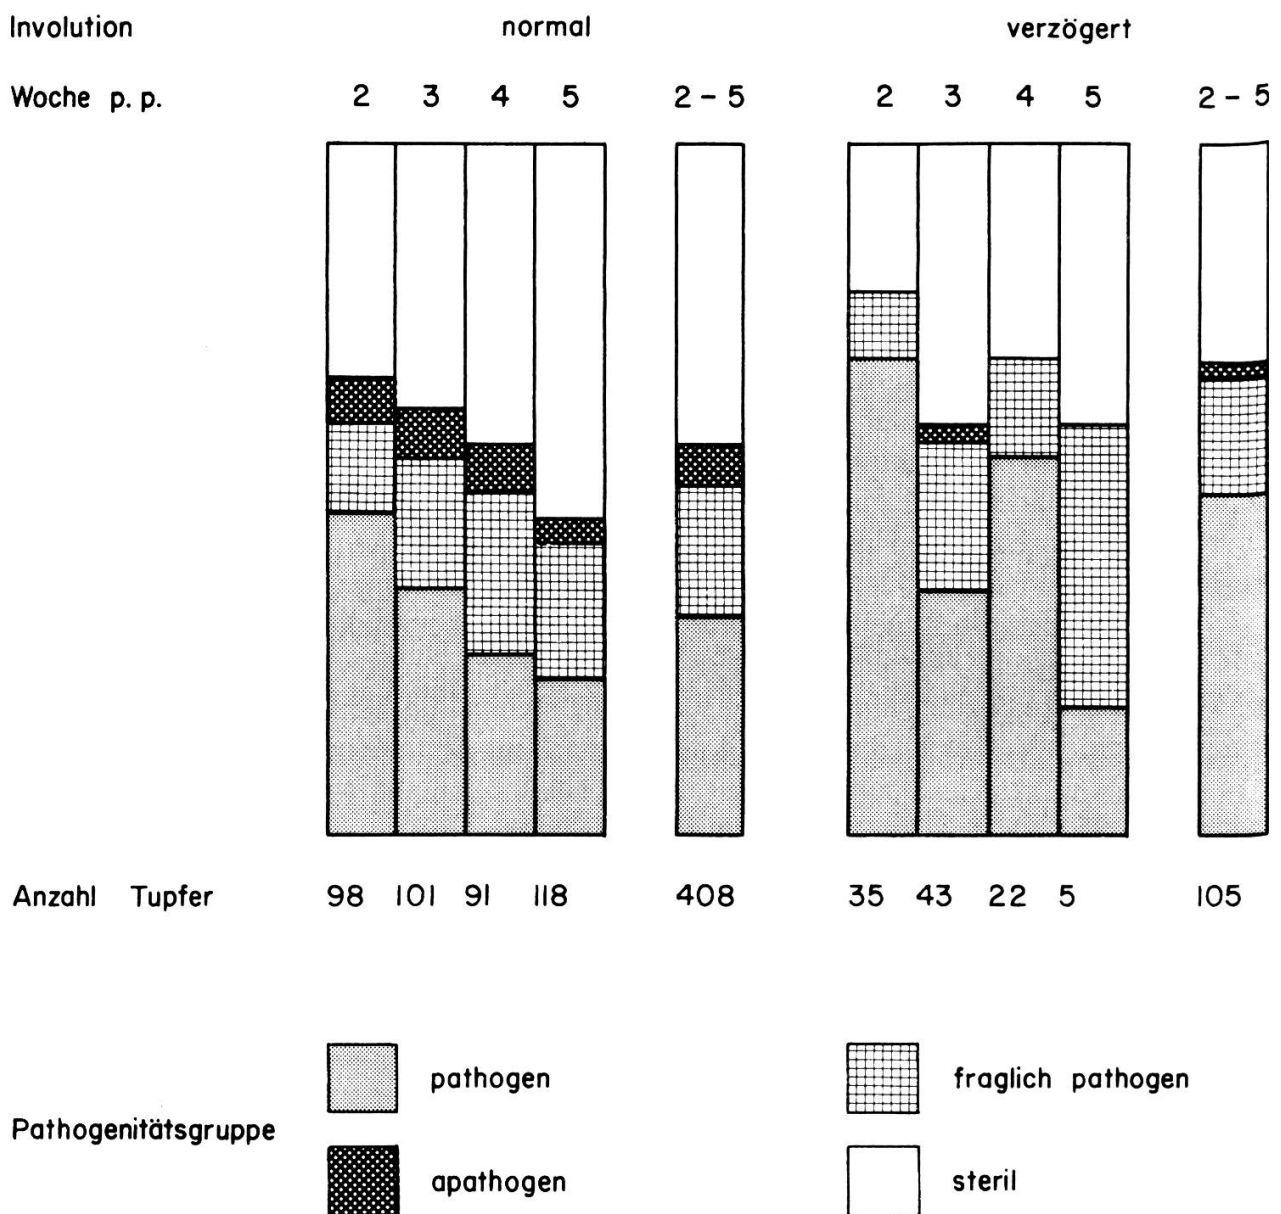 Involution normal verzögert
Woche p. p. 2 3 4 5 2 - 5 2 3 4 5 2 - 5
Anzahl Tupfer 98 101 91 118 408 35 43 22 5 105
pathogen fraglich pathogen
Pathogenitätsgruppe
apathogen steril